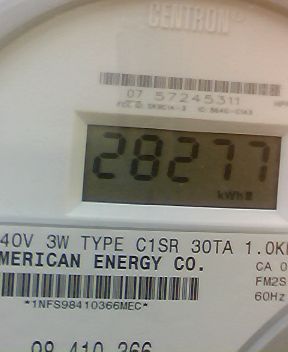 CENTRON®
07 57245311
28277
kWh
40V 3W TYPE C1SR 30TA 1.0K
MERICAN ENERGY CO.
CA 0
FM2S
60Hz
*1NFS98410366MEC*
98 410 366